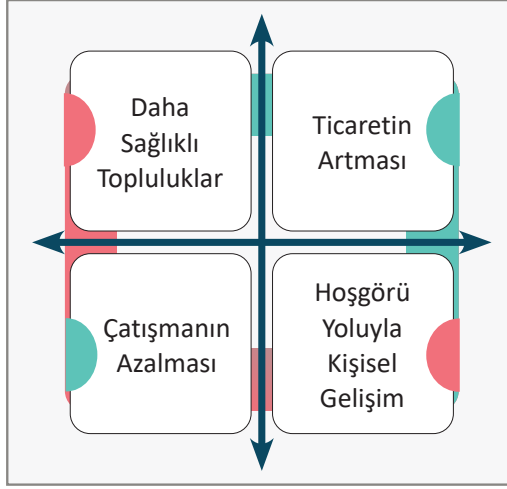 Daha
Sağlıklı
Topluluklar
Ticaretin
Artması
Çatışmanın
Azalması
Hoşgörü
Yoluyla
Kişisel
Gelişim